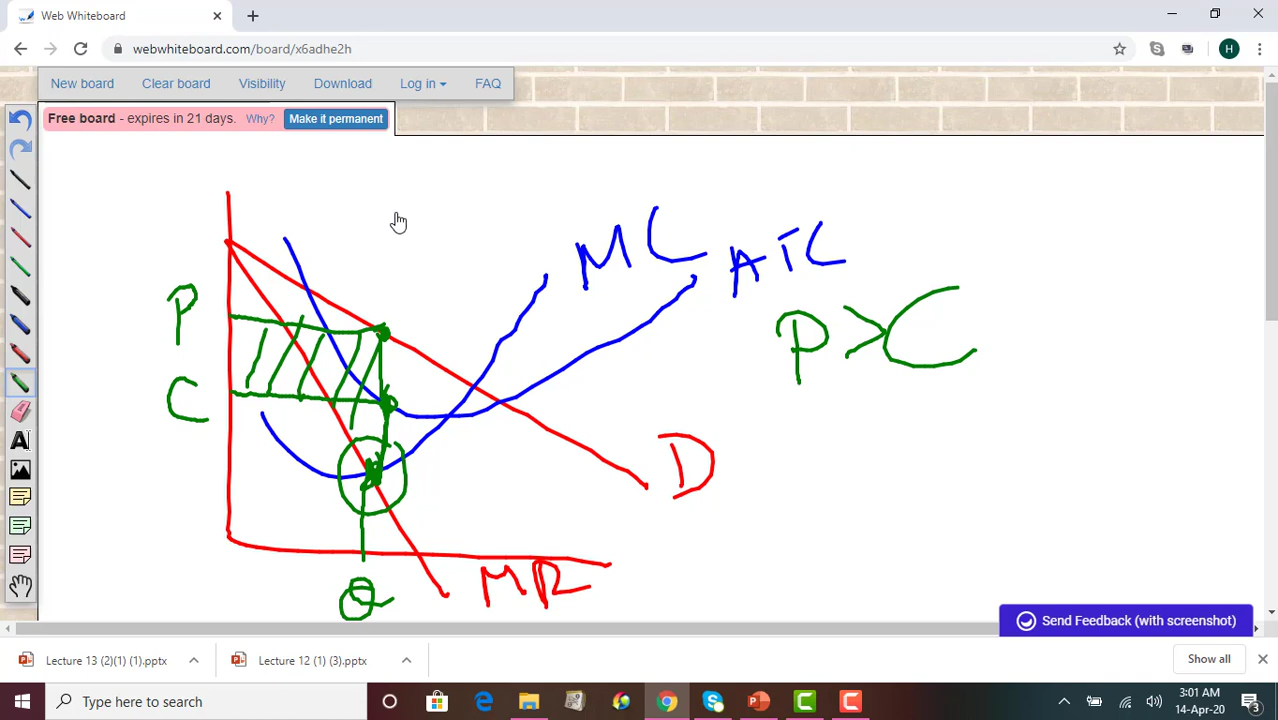 Web Whiteboard
webwhiteboard.com/board/x6adhe2h
H
New board Clear board Visibility Download Log in FAQ
Free board - expires in 21 days. Why? Make it permanent
MC
ATC
P
P>C
C
D
MR
Q
A
Send Feedback (with screenshot)
Lecture 13 (2)(1) (1).pptx Lecture 12 (1) (3).pptx Show all
Type here to search
3:01 AM
14-Apr-20
3